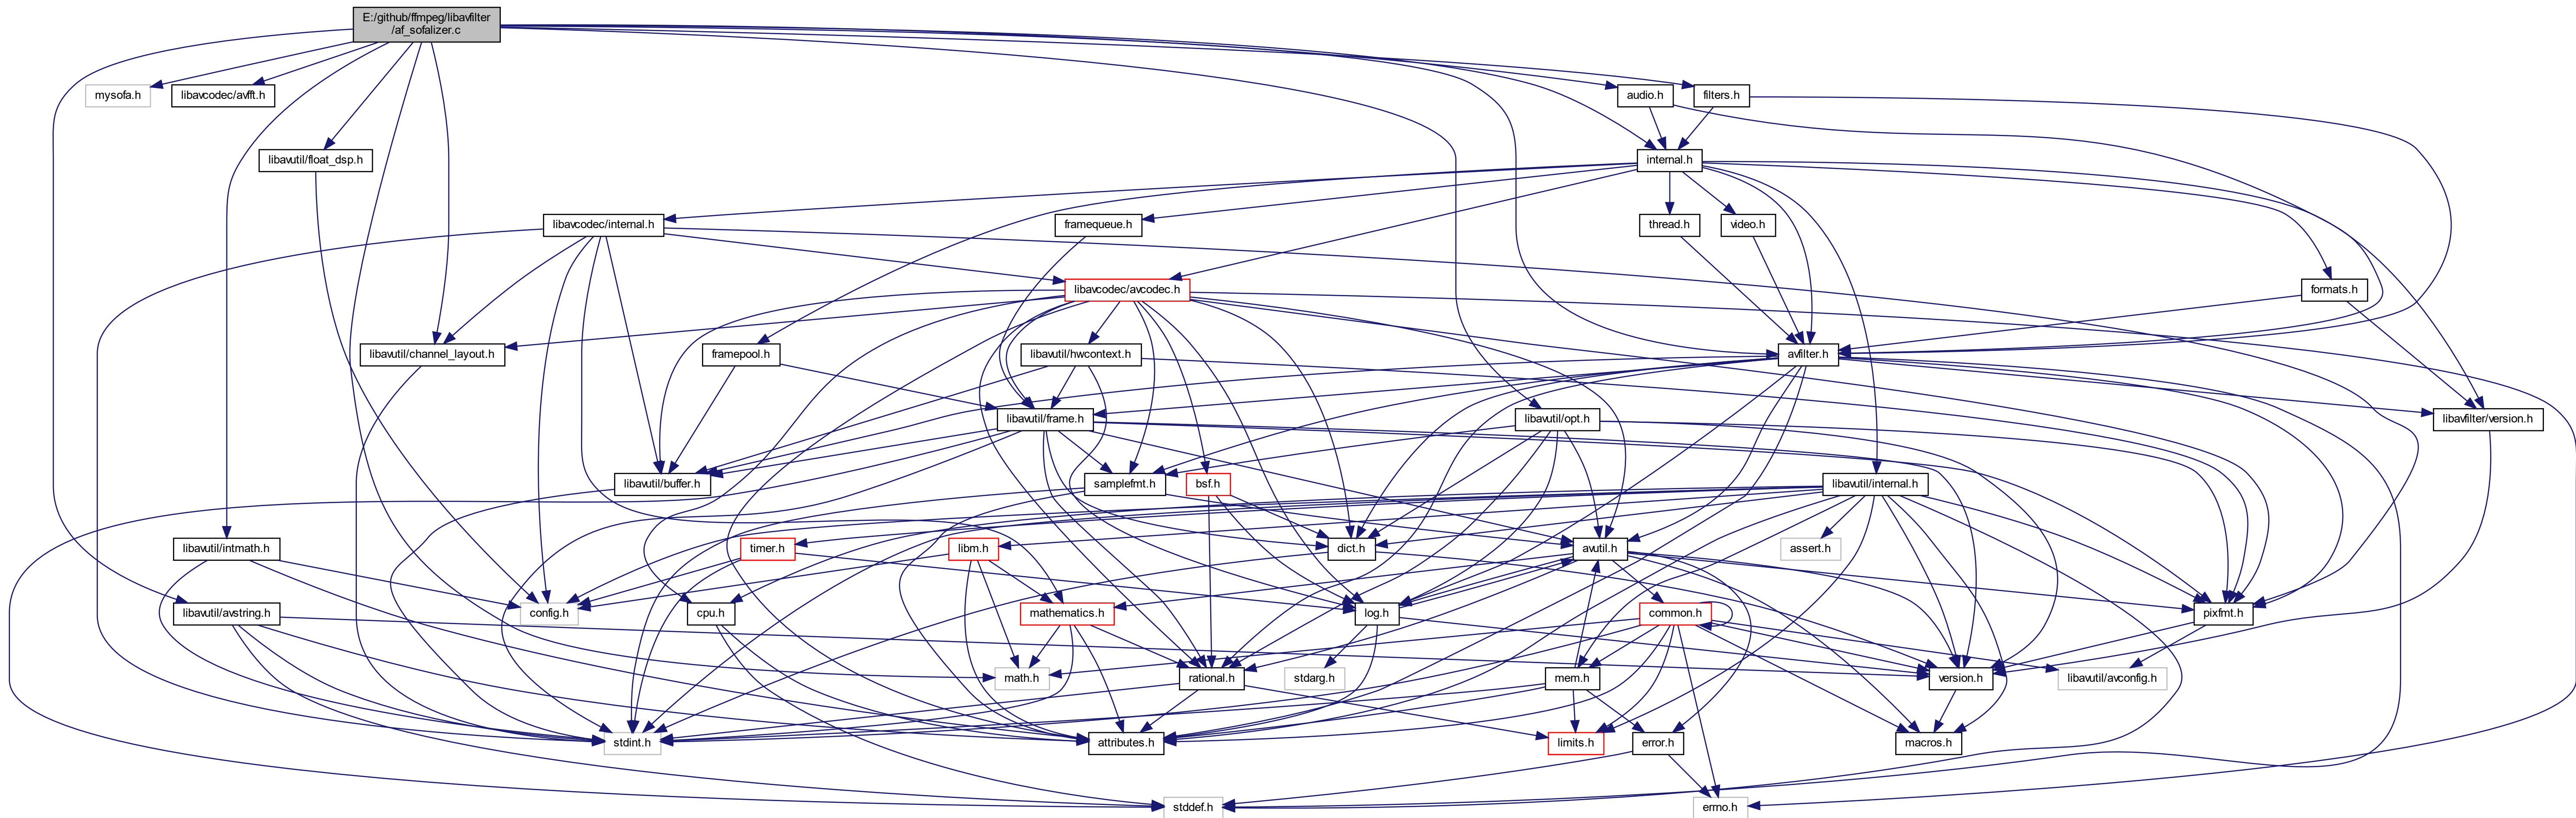 E:/github/ffmpeg/libavfilter
/af_sofalizer.c
mysofa.h
libavcodec/avfft.h
audio.h
filters.h
libavutil/float_dsp.h
internal.h
libavcodec/internal.h
framequeue.h
thread.h
video.h
libavcodec/avcodec.h
formats.h
libavutil/channel_layout.h
framepool.h
libavutil/hwcontext.h
avfilter.h
libavutil/frame.h
libavutil/opt.h
libavfilter/version.h
libavutil/buffer.h
samplefmt.h
bsf.h
libavutil/internal.h
libavutil/intmath.h
timer.h
libm.h
dict.h
avutil.h
assert.h
libavutil/avstring.h
config.h
cpu.h
mathematics.h
log.h
common.h
pixfmt.h
math.h
rational.h
stdarg.h
mem.h
version.h
libavutil/avconfig.h
stdint.h
attributes.h
limits.h
error.h
macros.h
stddef.h
errno.h